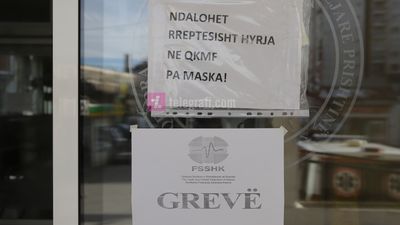 NDALOHET
RREPTESISHT HYRJA
NE QKMF
PA MASKA!
telegrafi.com
FSSHK
GREVË